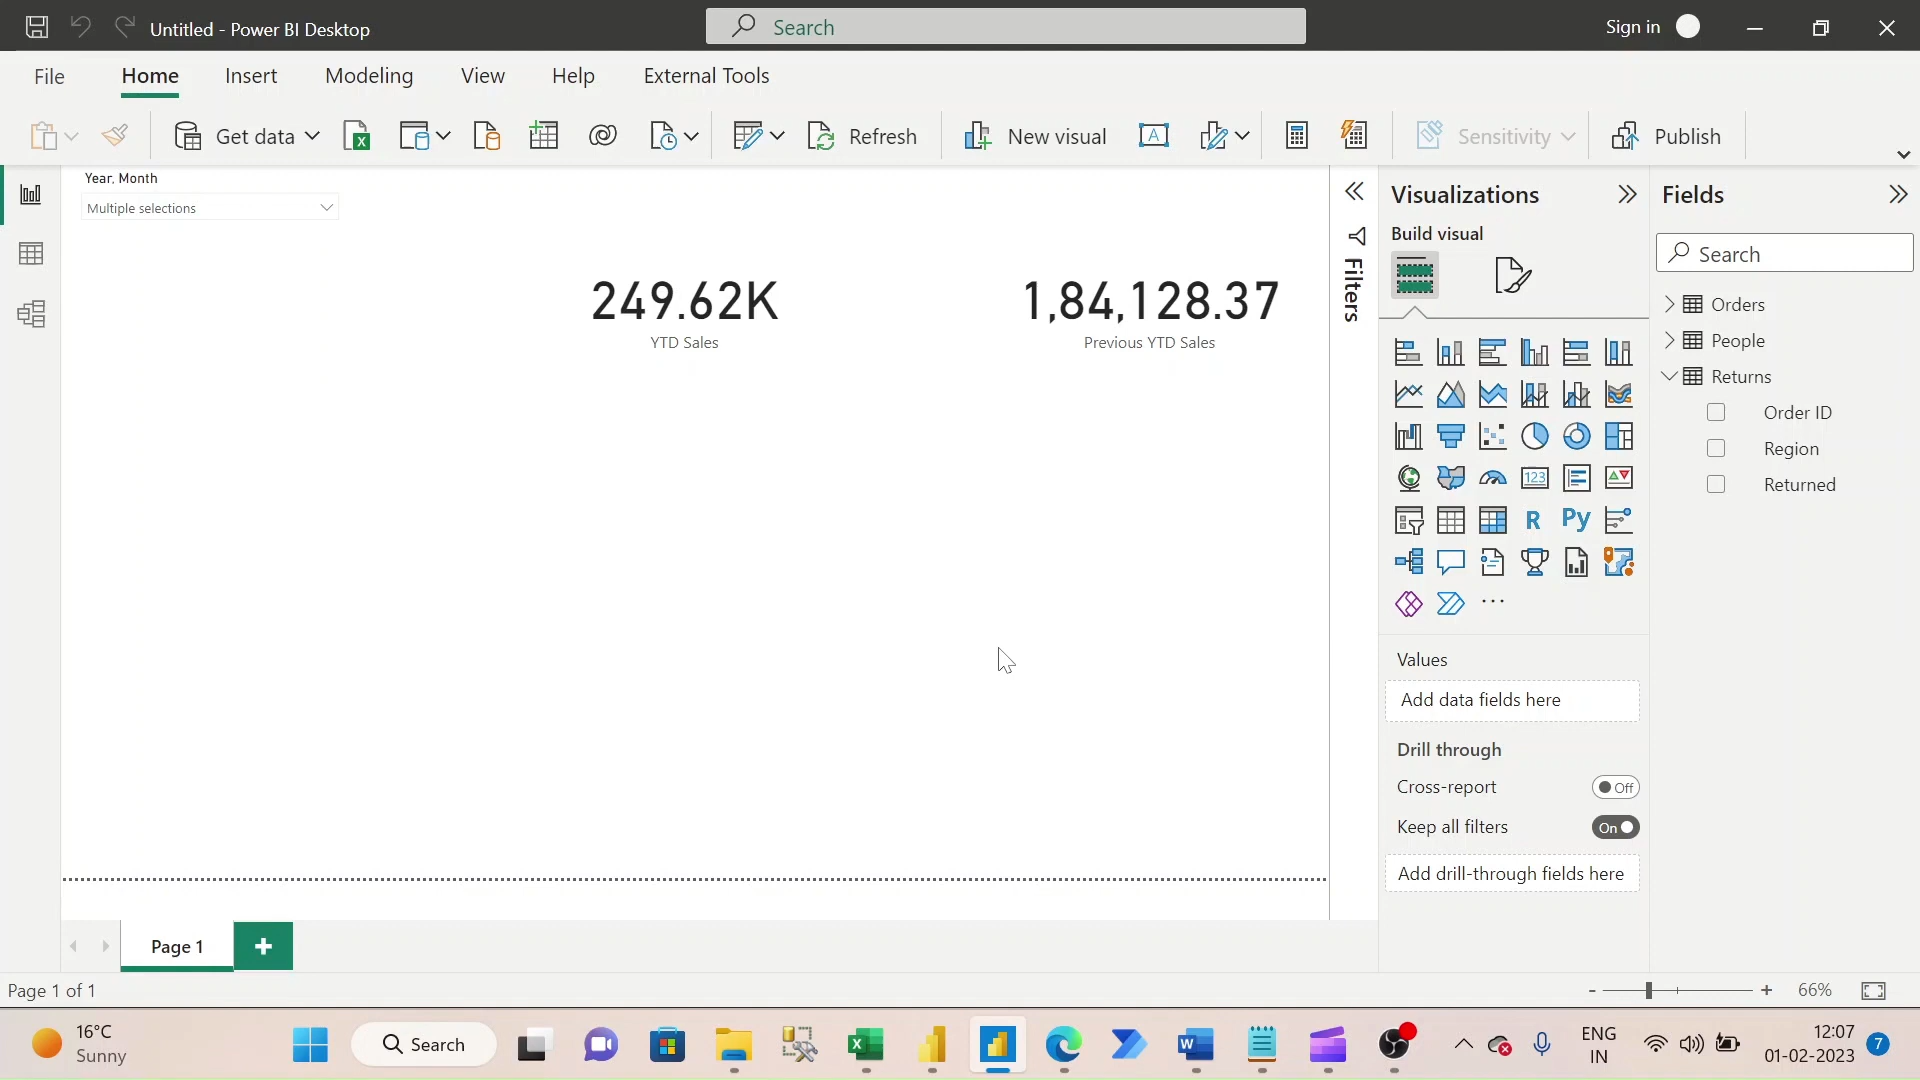 Untitled - Power BI Desktop
Search
Sign in
File
Home
Insert
Modeling
View
Help
External Tools
Get data
Refresh
New visual
Sensitivity
Publish
Year, Month
Multiple selections
249.62K
YTD Sales
1,84,128.37
Previous YTD Sales
Filters
Visualizations
Build visual
123
R
Py
Values
Add data fields here
Drill through
Cross-report
Off
Keep all filters
On
Add drill-through fields here
Fields
Search
Orders
People
Returns
Order ID
Region
Returned
Page 1
Page 1 of 1
66%
16°C
Sunny
Search
ENG
IN
12:07
01-02-2023
7